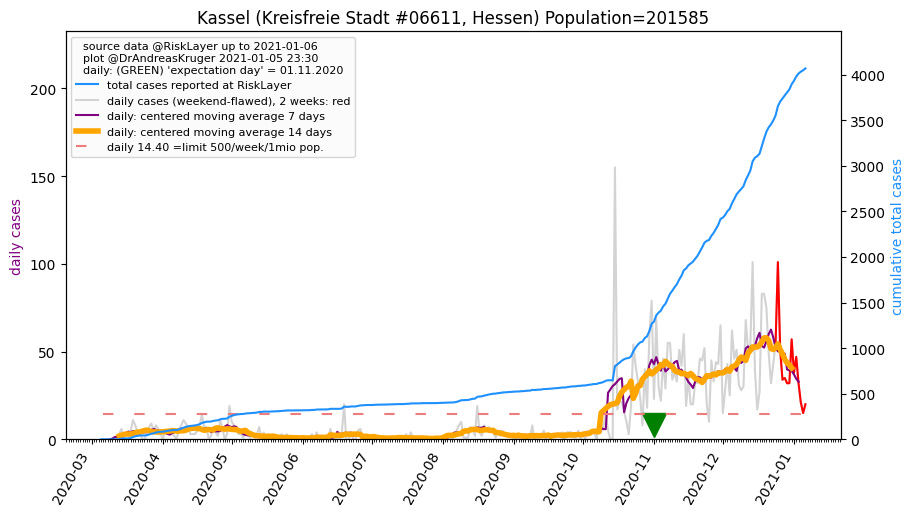 Kassel (Kreisfreie Stadt #06611, Hessen) Population=201585
source data @RiskLayer up to 2021-01-06
plot @DrAndreasKruger 2021-01-05 23:30
daily: (GREEN) 'expectation day' = 01.11.2020
total cases reported at RiskLayer
daily cases (weekend-flawed), 2 weeks: red
daily: centered moving average 7 days
daily: centered moving average 14 days
daily 14.40 =limit 500/week/1mio pop.
daily cases
200
150
100
50
0
cumulative total cases
4000
3500
3000
2500
2000
1500
1000
500
0
2020-03
2020-04
2020-05
2020-06
2020-07
2020-08
2020-09
2020-10
2020-11
2020-12
2021-01